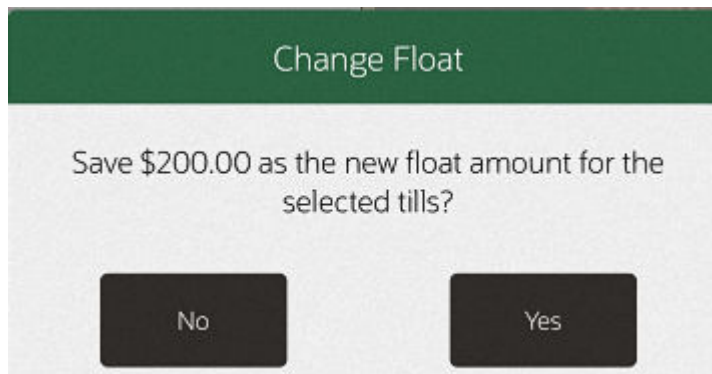 Change Float
Save $200.00 as the new float amount for the
selected tills?
No
Yes